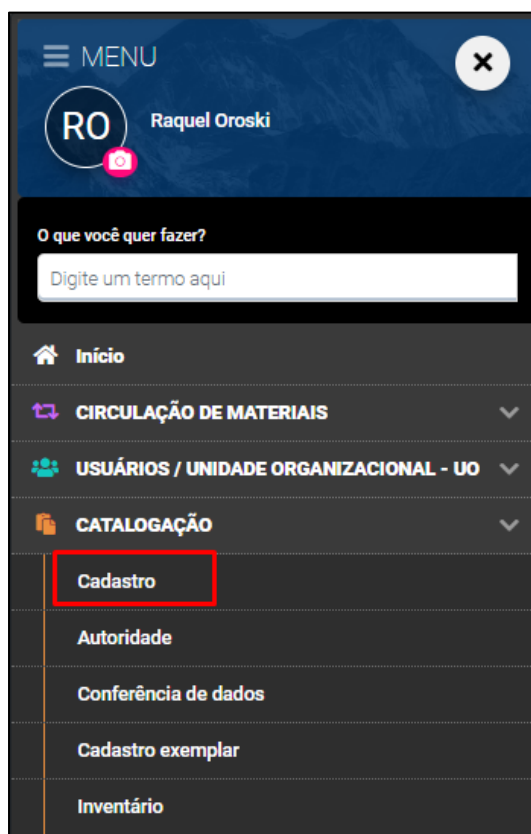 MENU
RO
Raquel Oroski
O que você quer fazer?
Digite um termo aqui
Início
CIRCULAÇÃO DE MATERIAIS
USUÁRIOS / UNIDADE ORGANIZACIONAL - UO
CATALOGAÇÃO
Cadastro
Autoridade
Conferência de dados
Cadastro exemplar
Inventário